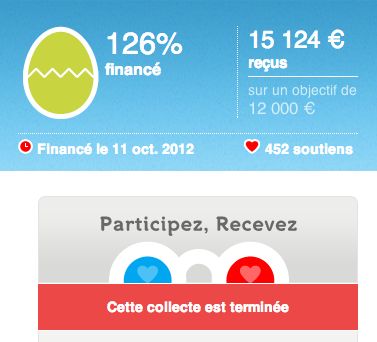 126%
financé
15 124 €
reçus
sur un objectif de
12 000 €
Financé le 11 oct. 2012
452 soutiens
Participez, Recevez
Cette collecte est terminée